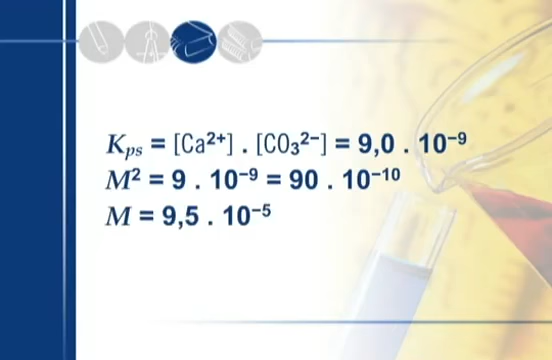 Kps = [Ca²⁺] . [CO₃²⁻] = 9,0 . 10⁻⁹
M² = 9 . 10⁻⁹ = 90 . 10⁻¹⁰
M = 9,5 . 10⁻⁵